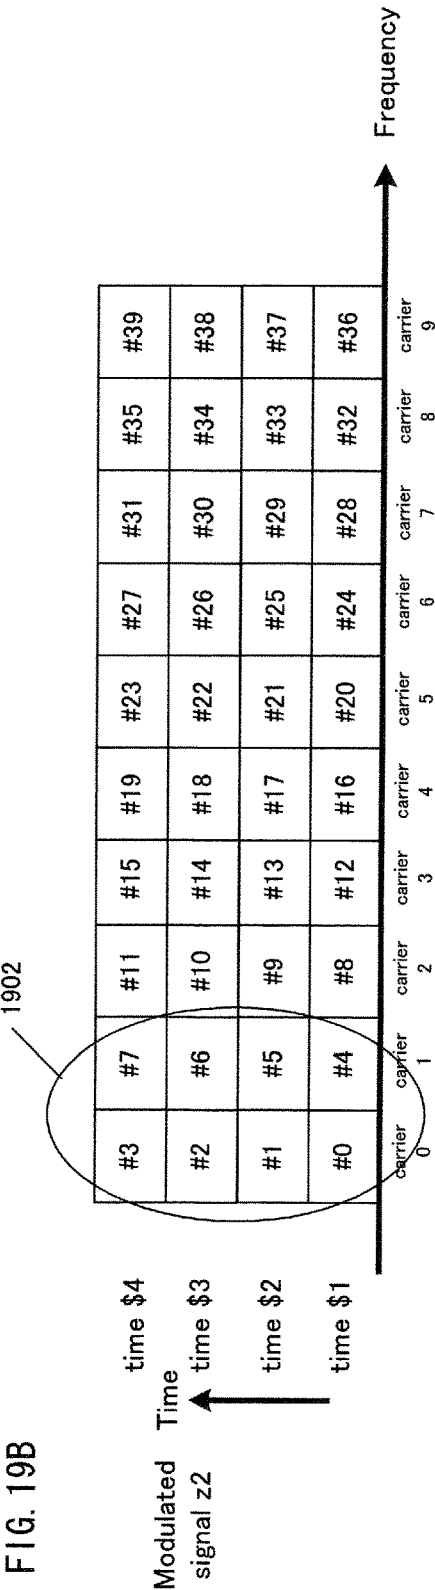 FIG. 19B
1902
Modulated
signal z2
Time
time $4
#3 #7 #11 #15 #19 #23 #27 #31 #35 #39
time $3
#2 #6 #10 #14 #18 #22 #26 #30 #34 #38
time $2
#1 #5 #9 #13 #17 #21 #25 #29 #33 #37
time $1
#0 #4 #8 #12 #16 #20 #24 #28 #32 #36
carrier carrier carrier carrier carrier carrier carrier carrier carrier carrier
0 1 2 3 4 5 6 7 8 9
Frequency